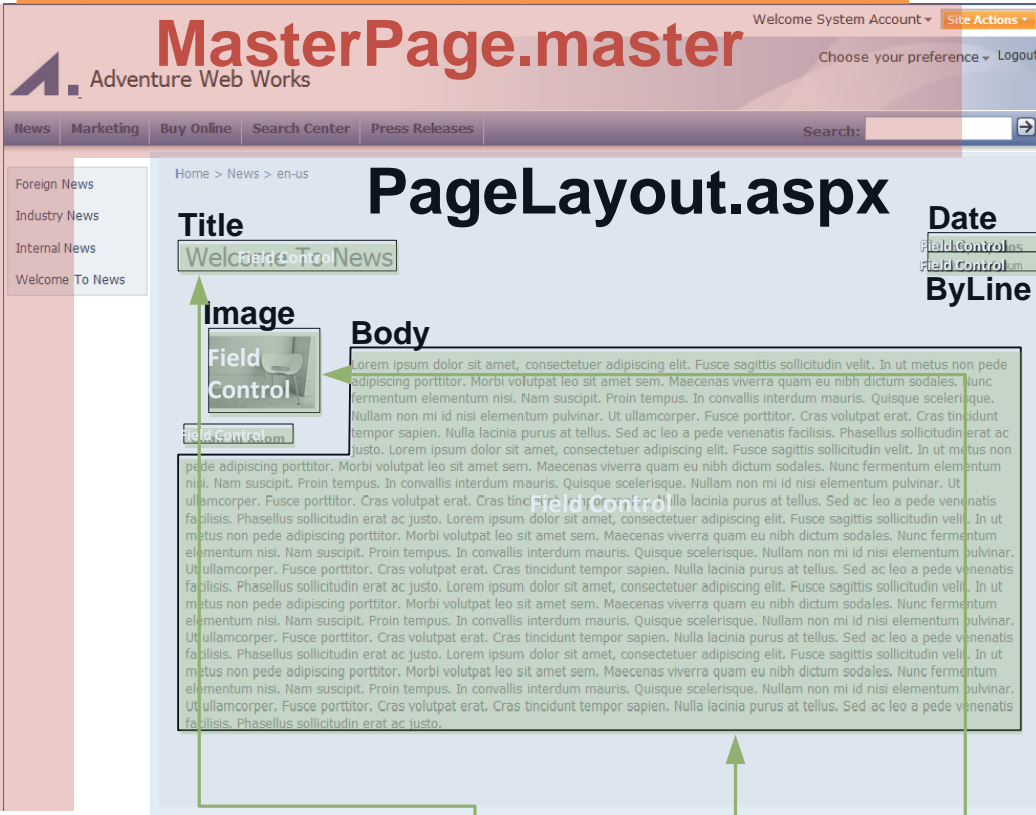 Welcome System Account Site Actions
MasterPage.master
Choose your preference Logout
Adventure Web Works
News Marketing Buy Online Search Center Press Releases Search:
Home > News > en-us
PageLayout.aspx
Foreign News
Industry News
Internal News
Welcome To News
Title
Welcome To News
Field Control
Date
Field Control
Field Control
ByLine
Image
Field
Control
Field Control
Body
Lorem ipsum dolor sit amet, consectetuer adipiscing elit. Fusce sagittis sollicitudin velit. In ut metus non pede
adipiscing porttitor. Morbi volutpat leo sit amet sem. Maecenas viverra quam eu nibh dictum sodales. Nunc
fermentum elementum nisi. Nam suscipit. Proin tempus. In convallis interdum mauris. Quisque scelerisque.
Nullam non mi id nisi elementum pulvinar. Ut ullamcorper. Fusce porttitor. Cras volutpat erat. Cras tincidunt
tempor sapien. Nulla lacinia purus at tellus. Sed ac leo a pede venenatis facilisis. Phasellus sollicitudin erat ac
justo. Lorem ipsum dolor sit amet, consectetuer adipiscing elit. Fusce sagittis sollicitudin velit. In ut metus non
pede adipiscing porttitor. Morbi volutpat leo sit amet sem. Maecenas viverra quam eu nibh dictum sodales. Nunc fermentum elementum
nisi. Nam suscipit. Proin tempus. In convallis interdum mauris. Quisque scelerisque. Nullam non mi id nisi elementum pulvinar. Ut
ullamcorper. Fusce porttitor. Cras volutpat erat. Cras tincidunt tempor sapien. Nulla lacinia purus at tellus. Sed ac leo a pede venenatis
Field Control
facilisis. Phasellus sollicitudin erat ac justo. Lorem ipsum dolor sit amet, consectetuer adipiscing elit. Fusce sagittis sollicitudin velit. In ut
metus non pede adipiscing porttitor. Morbi volutpat leo sit amet sem. Maecenas viverra quam eu nibh dictum sodales. Nunc fermentum
elementum nisi. Nam suscipit. Proin tempus. In convallis interdum mauris. Quisque scelerisque. Nullam non mi id nisi elementum pulvinar.
Ut ullamcorper. Fusce porttitor. Cras volutpat erat. Cras tincidunt tempor sapien. Nulla lacinia purus at tellus. Sed ac leo a pede venenatis
facilisis. Phasellus sollicitudin erat ac justo. Lorem ipsum dolor sit amet, consectetuer adipiscing elit. Fusce sagittis sollicitudin velit. In ut
metus non pede adipiscing porttitor. Morbi volutpat leo sit amet sem. Maecenas viverra quam eu nibh dictum sodales. Nunc fermentum
elementum nisi. Nam suscipit. Proin tempus. In convallis interdum mauris. Quisque scelerisque. Nullam non mi id nisi elementum pulvinar.
Ut ullamcorper. Fusce porttitor. Cras volutpat erat. Cras tincidunt tempor sapien. Nulla lacinia purus at tellus. Sed ac leo a pede venenatis
facilisis. Phasellus sollicitudin erat ac justo. Lorem ipsum dolor sit amet, consectetuer adipiscing elit. Fusce sagittis sollicitudin velit. In ut
metus non pede adipiscing porttitor. Morbi volutpat leo sit amet sem. Maecenas viverra quam eu nibh dictum sodales. Nunc fermentum
elementum nisi. Nam suscipit. Proin tempus. In convallis interdum mauris. Quisque scelerisque. Nullam non mi id nisi elementum pulvinar.
Ut ullamcorper. Fusce porttitor. Cras volutpat erat. Cras tincidunt tempor sapien. Nulla lacinia purus at tellus. Sed ac leo a pede venenatis
facilisis. Phasellus sollicitudin erat ac justo.